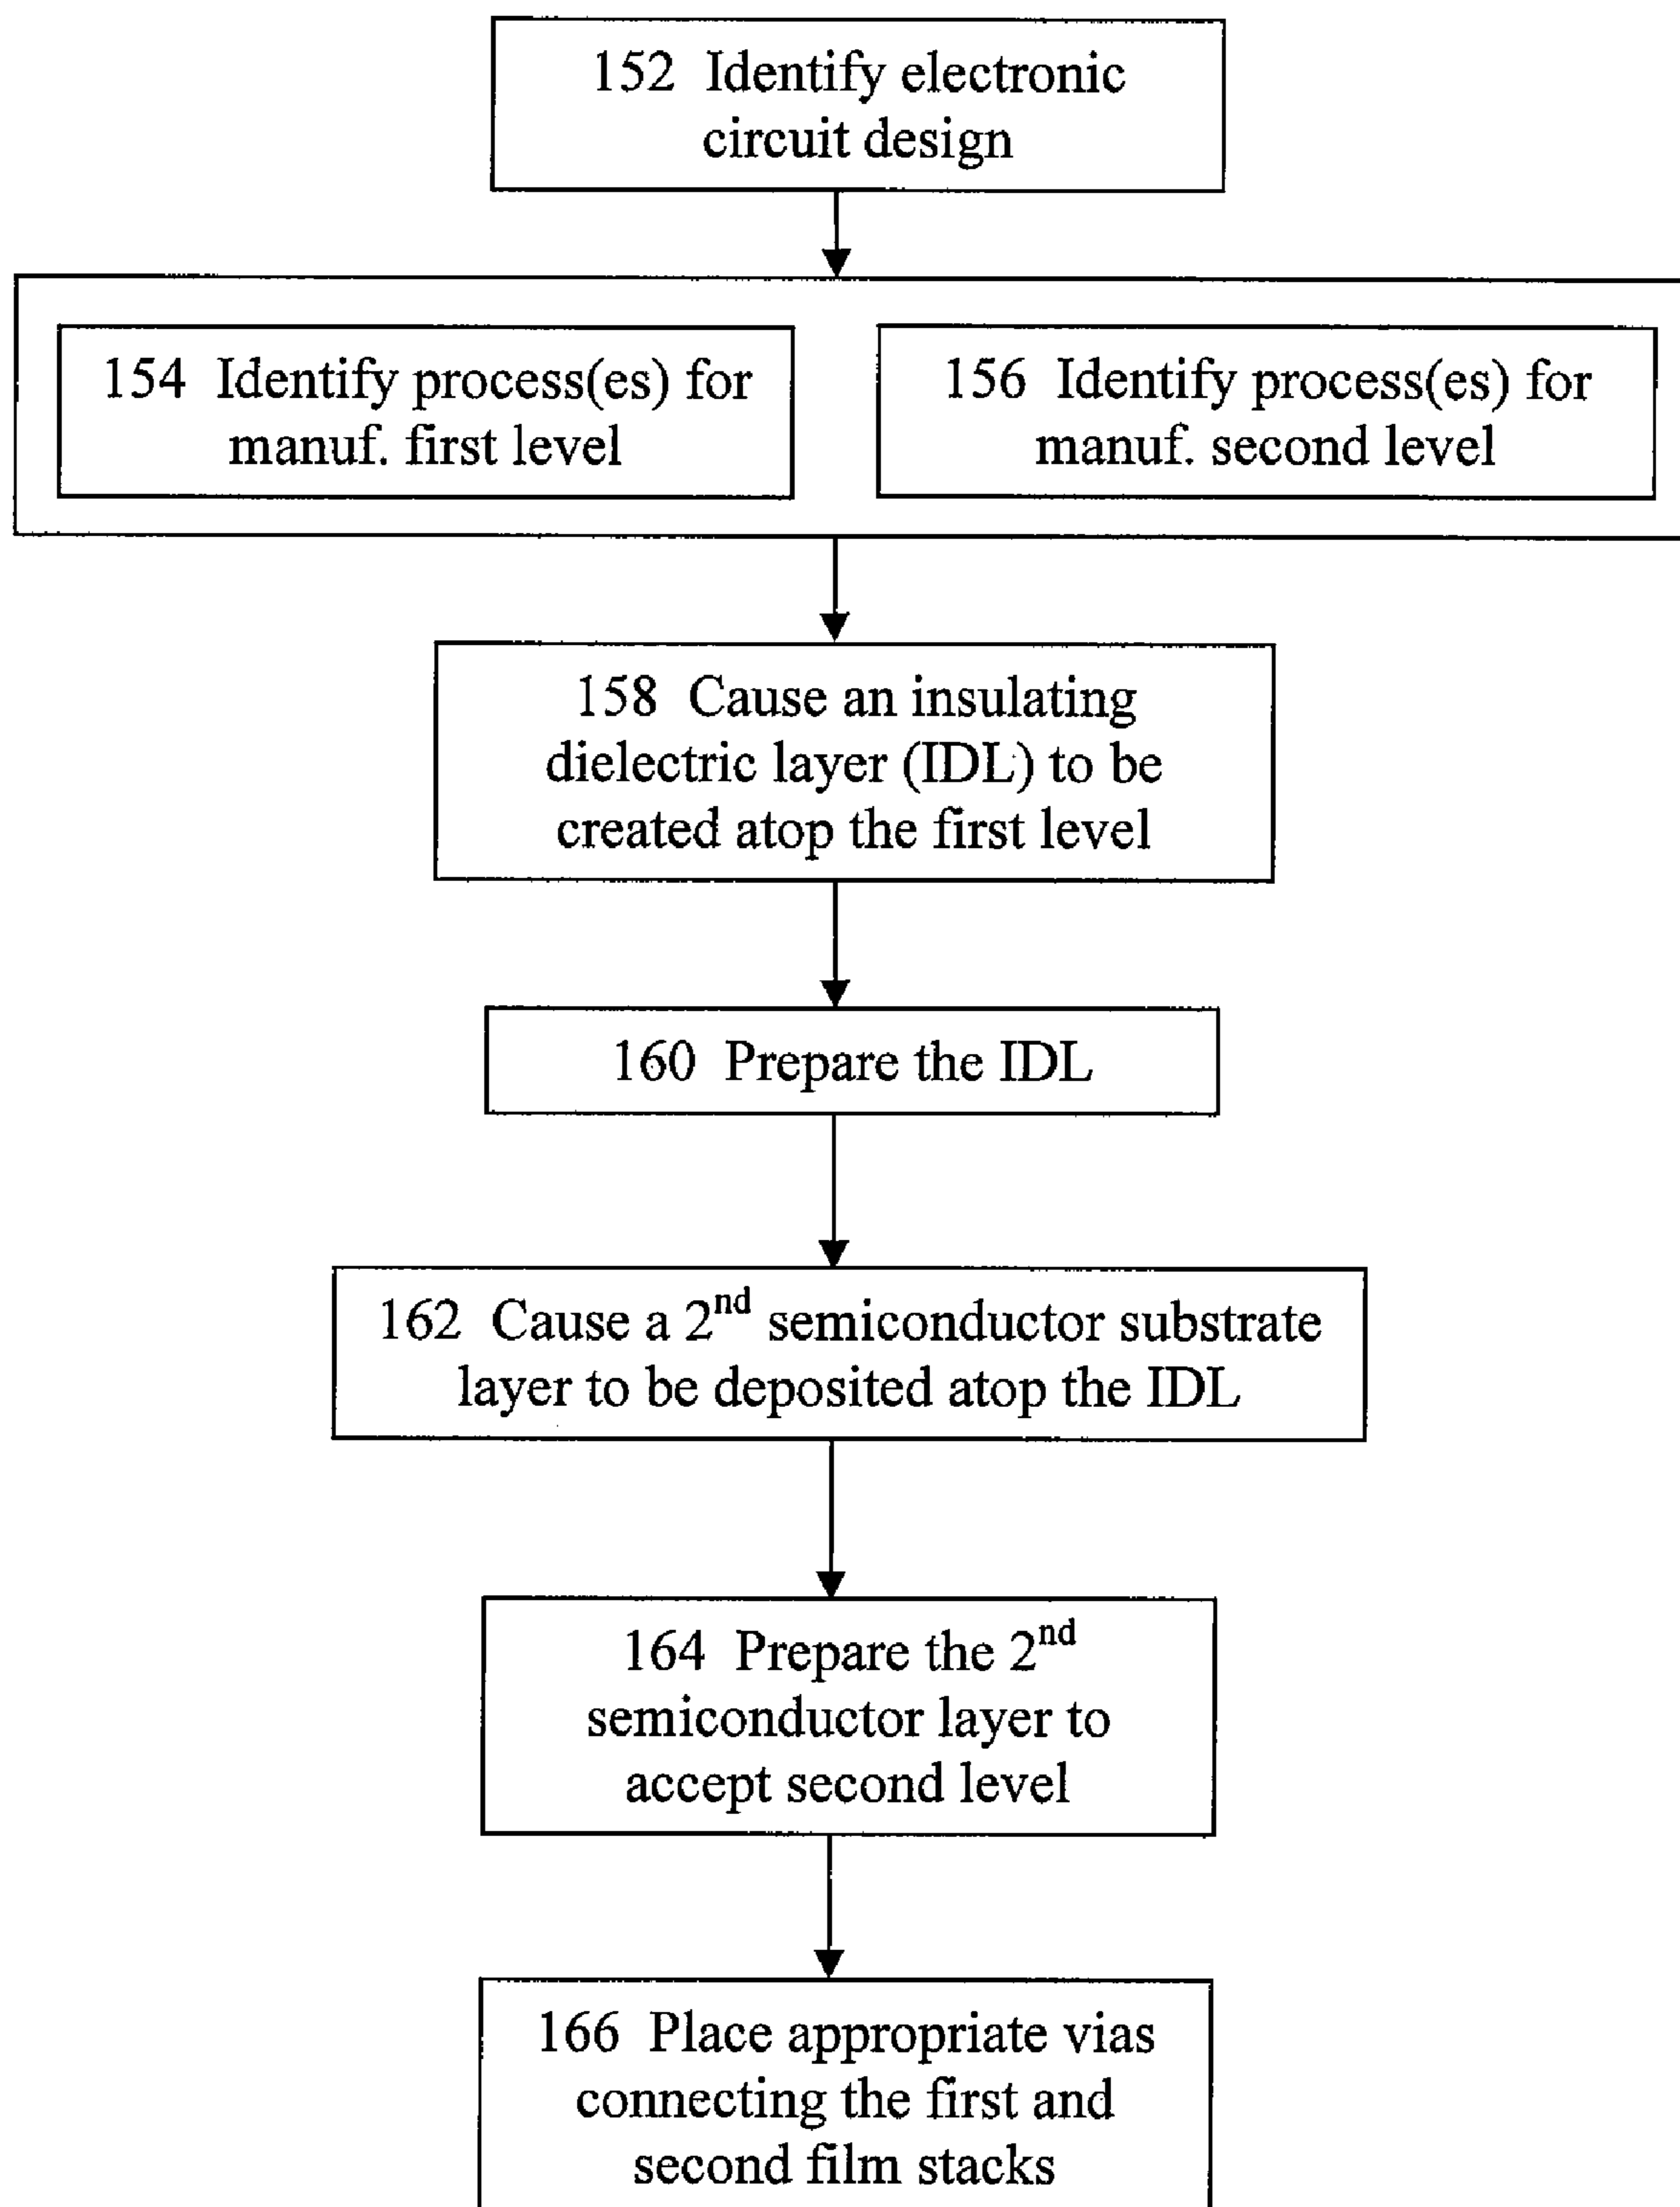 152 Identify electronic
circuit design
154 Identify process(es) for
manuf. first level
156 Identify process(es) for
manuf. second level
158 Cause an insulating
dielectric layer (IDL) to be
created atop the first level
160 Prepare the IDL
162 Cause a 2nd semiconductor substrate
layer to be deposited atop the IDL
164 Prepare the 2nd
semiconductor layer to
accept second level
166 Place appropriate vias
connecting the first and
second film stacks